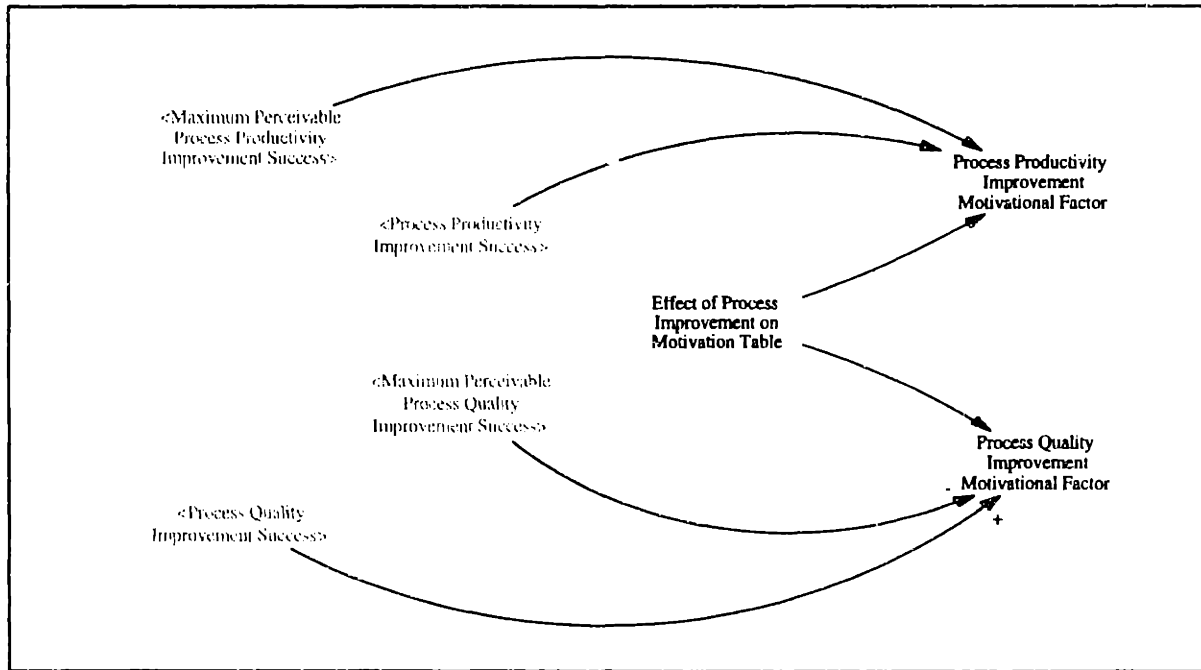 <Maximum Perceivable
Process Productivity
Improvement Success>
<Process Productivity
Improvement Success>
Process Productivity
Improvement
Motivational Factor
Effect of Process
Improvement on
Motivation Table
<Maximum Perceivable
Process Quality
Improvement Success>
Process Quality
Improvement
Motivational Factor
-
+
<Process Quality
Improvement Success>